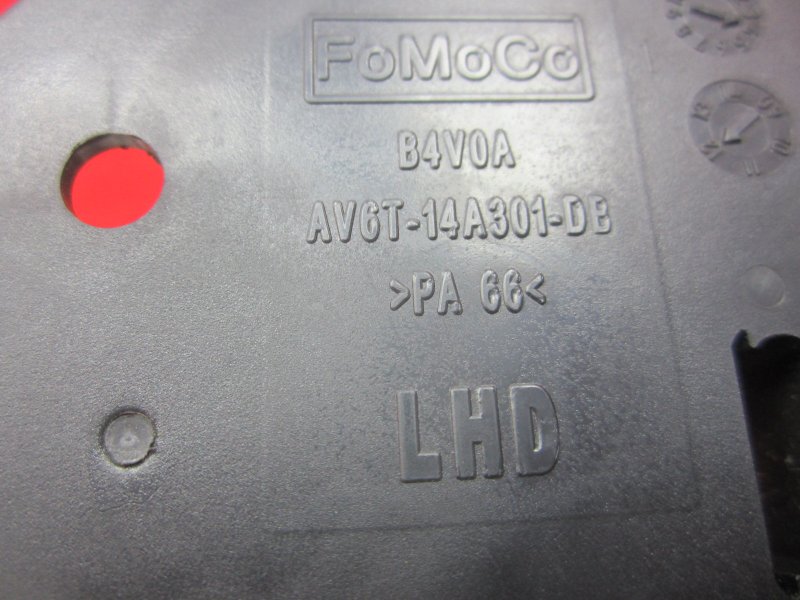 FoMoCo
B4V0A
AV6T-14A301-DB
>PA 66<
LHD